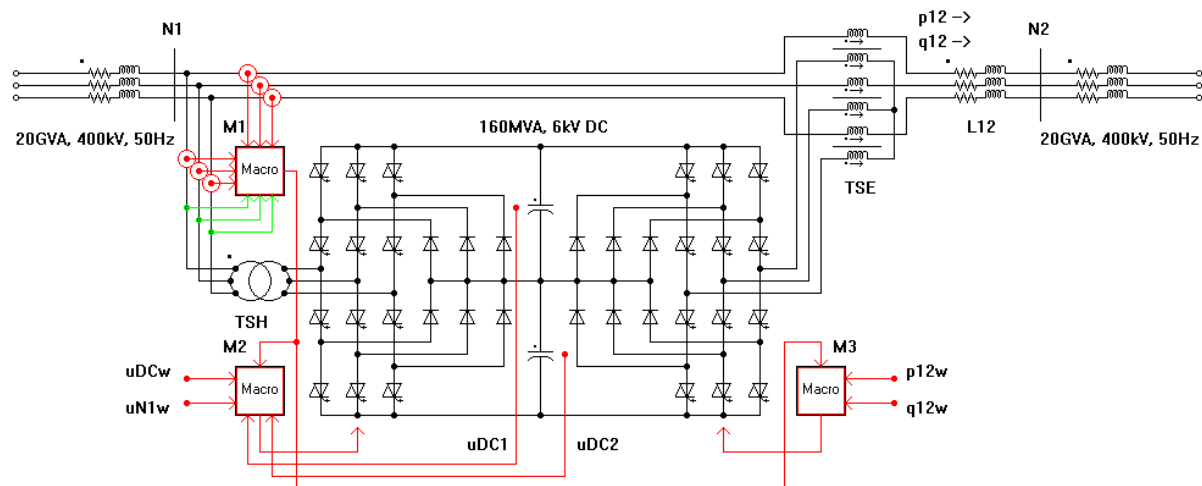 N1
p12 ->
q12 ->
N2
M1
160MVA, 6kV DC
20GVA, 400kV, 50Hz
L12
20GVA, 400kV, 50Hz
Macro
TSE
TSH
M2
M3
uDCw
Macro
Macro
p12w
uN1w
q12w
uDC1
uDC2